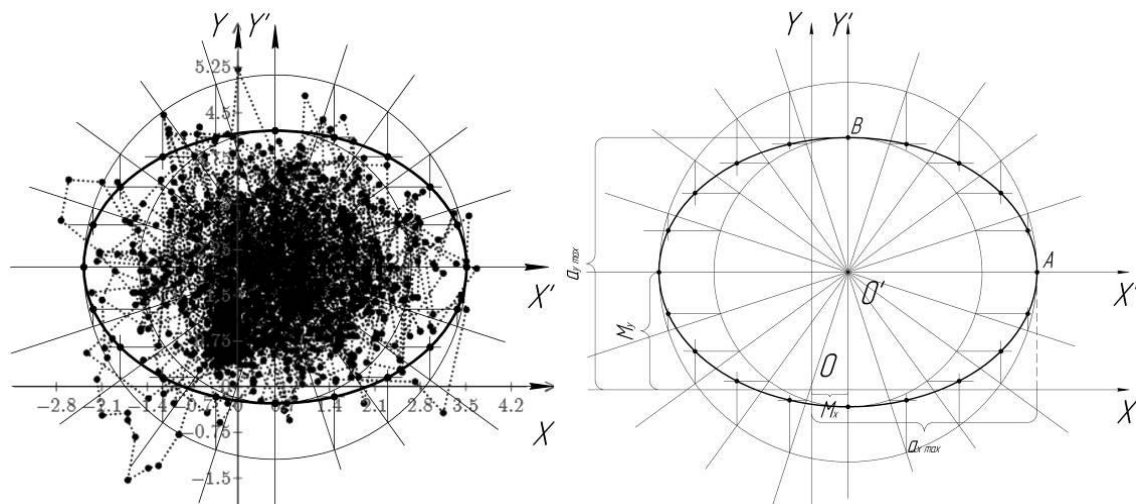 Y Y′
5.25
4.5
X′
0.75
−2.8 −2.1 −1.4 −0.7 0 1.4 2.1 2.8 3.5 4.2
X
−0.75
−1.5
Y Y′
B
a_y max
A
X′
O′
M_y
O
X
M_x
a_x max